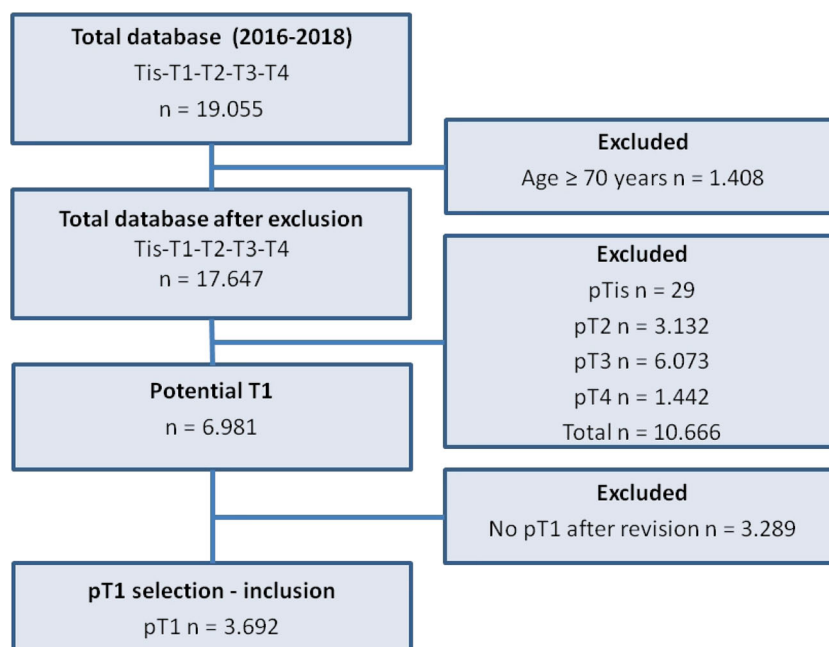 Total database (2016-2018)
Tis-T1-T2-T3-T4
n = 19.055
Excluded
Age ≥ 70 years n = 1.408
Total database after exclusion
Tis-T1-T2-T3-T4
n = 17.647
Excluded
pTis n = 29
pT2 n = 3.132
pT3 n = 6.073
pT4 n = 1.442
Total n = 10.666
Potential T1
n = 6.981
Excluded
No pT1 after revision n = 3.289
pT1 selection - inclusion
pT1 n = 3.692